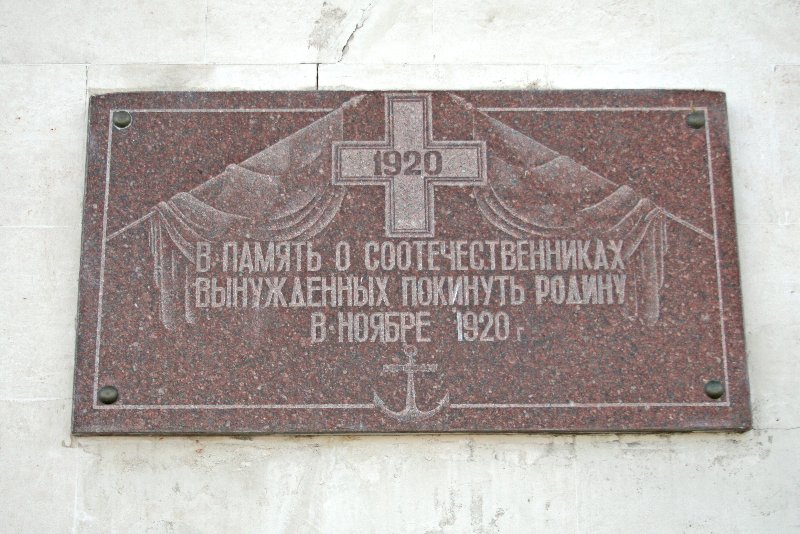 1920
В ПАМЯТЬ О СООТЕЧЕСТВЕННИКАХ
ВЫНУЖДЕННЫХ ПОКИНУТЬ РОДИНУ
В НОЯБРЕ 1920 г.